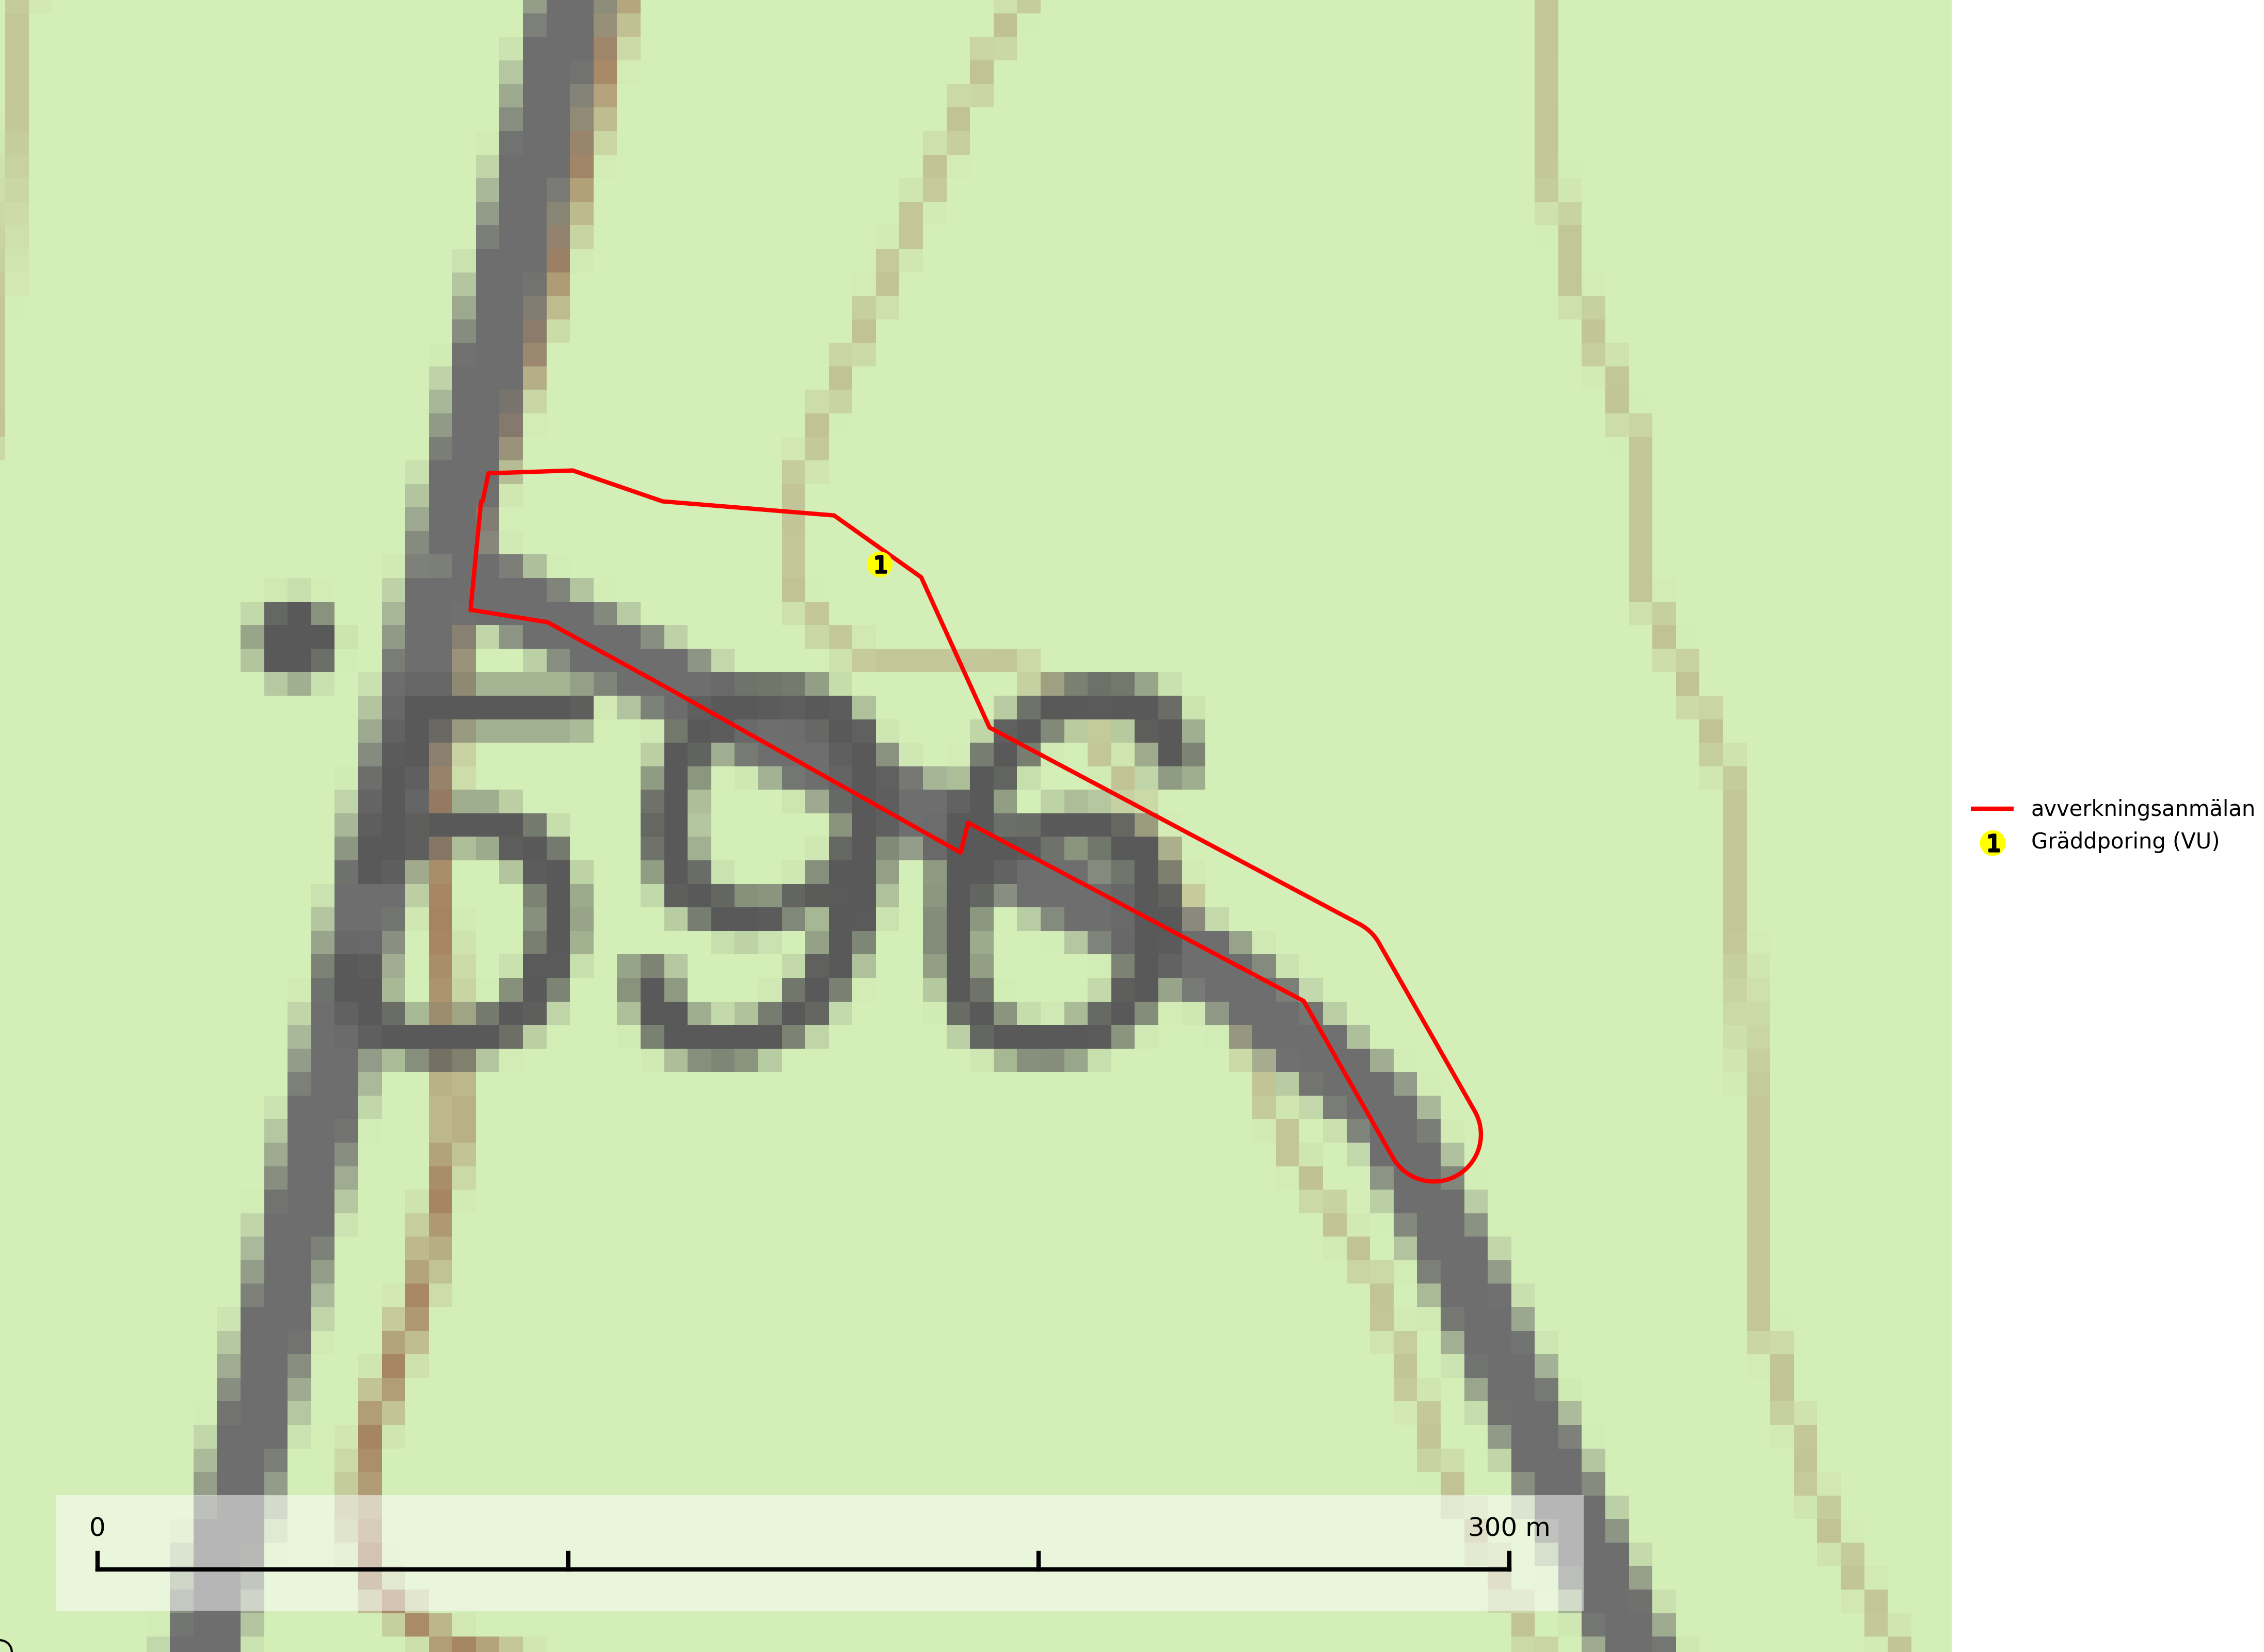 596
0
300 m
1
avverkningsanmälan
1 Gräddporing (VU)